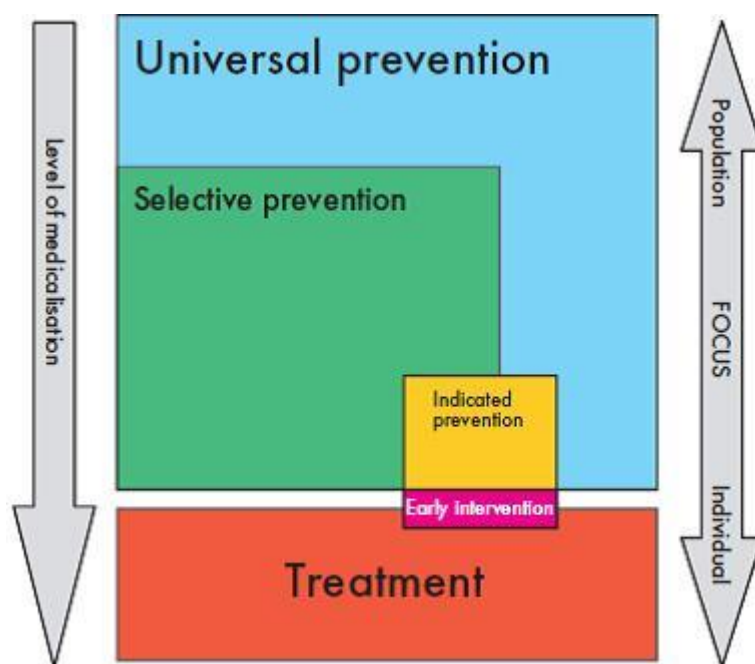 Universal prevention
Level of medicalisation
Selective prevention
Population
FOCUS
Individual
Indicated
prevention
Early intervention
Treatment